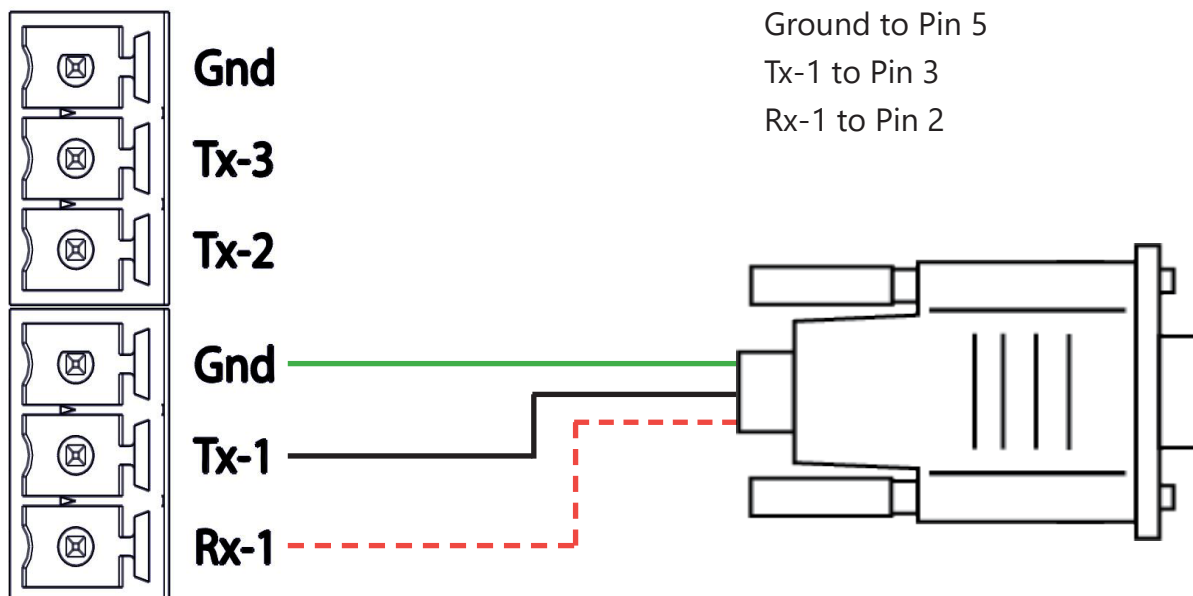 Ground to Pin 5
Tx-1 to Pin 3
Rx-1 to Pin 2
Gnd
Tx-3
Tx-2
Gnd
Tx-1
Rx-1